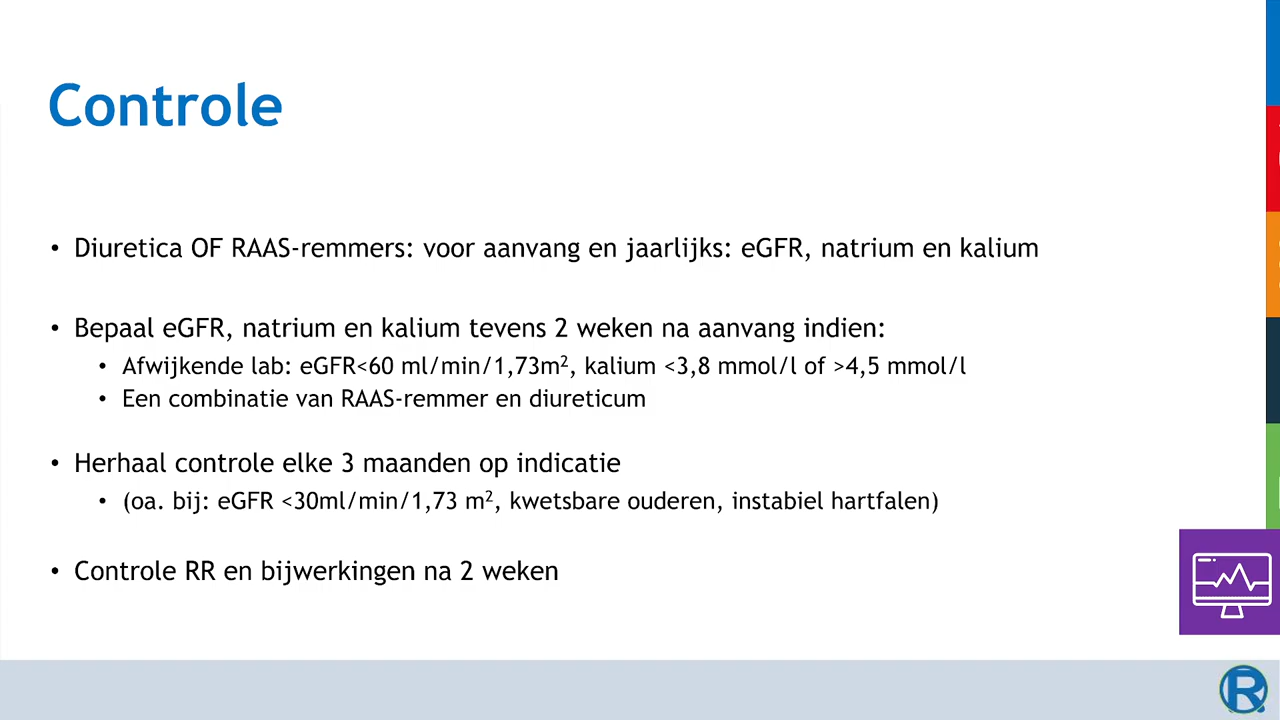 Controle
• Diuretica OF RAAS-remmers: voor aanvang en jaarlijks: eGFR, natrium en kalium
• Bepaal eGFR, natrium en kalium tevens 2 weken na aanvang indien:
• Afwijkende lab: eGFR<60 ml/min/1,73m², kalium <3,8 mmol/l of >4,5 mmol/l
• Een combinatie van RAAS-remmer en diureticum
• Herhaal controle elke 3 maanden op indicatie
• (oa. bij: eGFR <30ml/min/1,73 m², kwetsbare ouderen, instabiel hartfalen)
• Controle RR en bijwerkingen na 2 weken
R